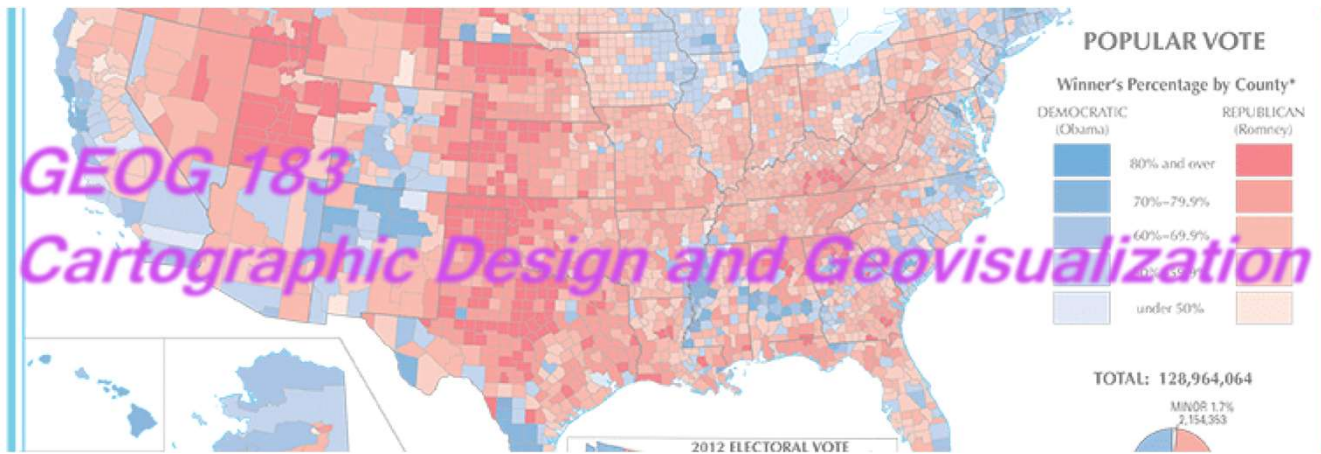 POPULAR VOTE
Winner's Percentage by County*
DEMOCRATIC REPUBLICAN
(Obama) (Romney)
80% and over
GEOG 183
70%–79.9%
60%–69.9%
Cartographic Design and Geovisualization
under 50%
TOTAL: 128,964,064
MINOR 1.7%
2,154,353
2012 ELECTORAL VOTE